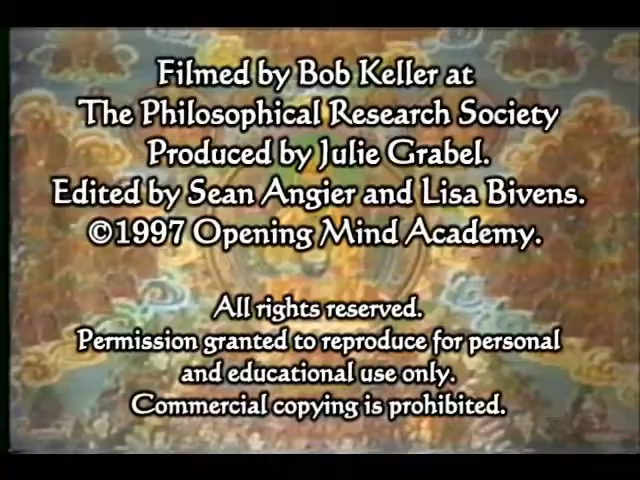 Filmed by Bob Keller at
The Philosophical Research Society
Produced by Julie Grabel.
Edited by Sean Angier and Lisa Bivens.
©1997 Opening Mind Academy.
All rights reserved.
Permission granted to reproduce for personal
and educational use only.
Commercial copying is prohibited.